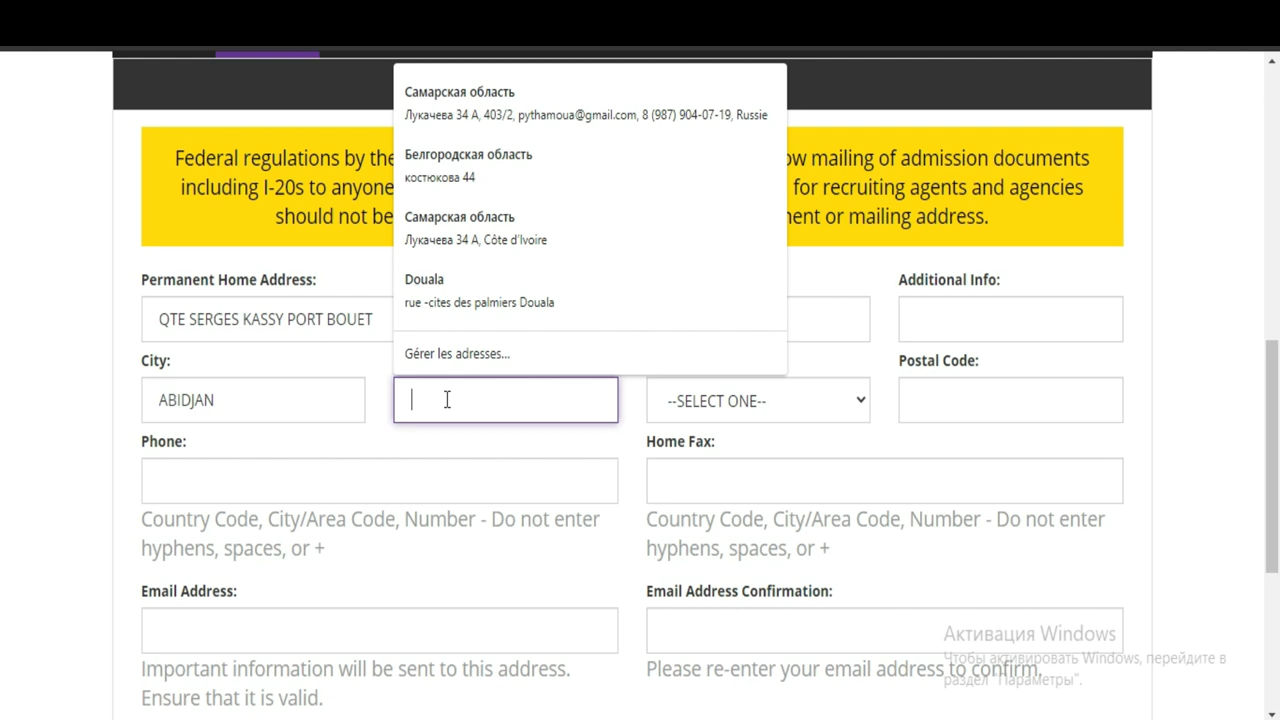 Самарская область
Лукачева 34 А, 403/2, pythamoua@gmail.com, 8 (987) 904-07-19, Russie
Белгородская область
костюкова 44
Самарская область
Лукачева 34 А, Côte d'Ivoire
Douala
rue -cites des palmiers Douala
Gérer les adresses...
Federal regulations by the ow mailing of admission documents
including I-20s to anyone for recruiting agents and agencies
should not be ment or mailing address.
Permanent Home Address: Additional Info:
QTE SERGES KASSY PORT BOUET
City: Postal Code:
ABIDJAN --SELECT ONE--
Phone: Home Fax:
Country Code, City/Area Code, Number - Do not enter Country Code, City/Area Code, Number - Do not enter
hyphens, spaces, or + hyphens, spaces, or +
Email Address: Email Address Confirmation:
Important information will be sent to this address. Please re-enter your email address to confirm.
Ensure that it is valid.
Активация Windows
Чтобы активировать Windows, перейдите в
раздел "Параметры".